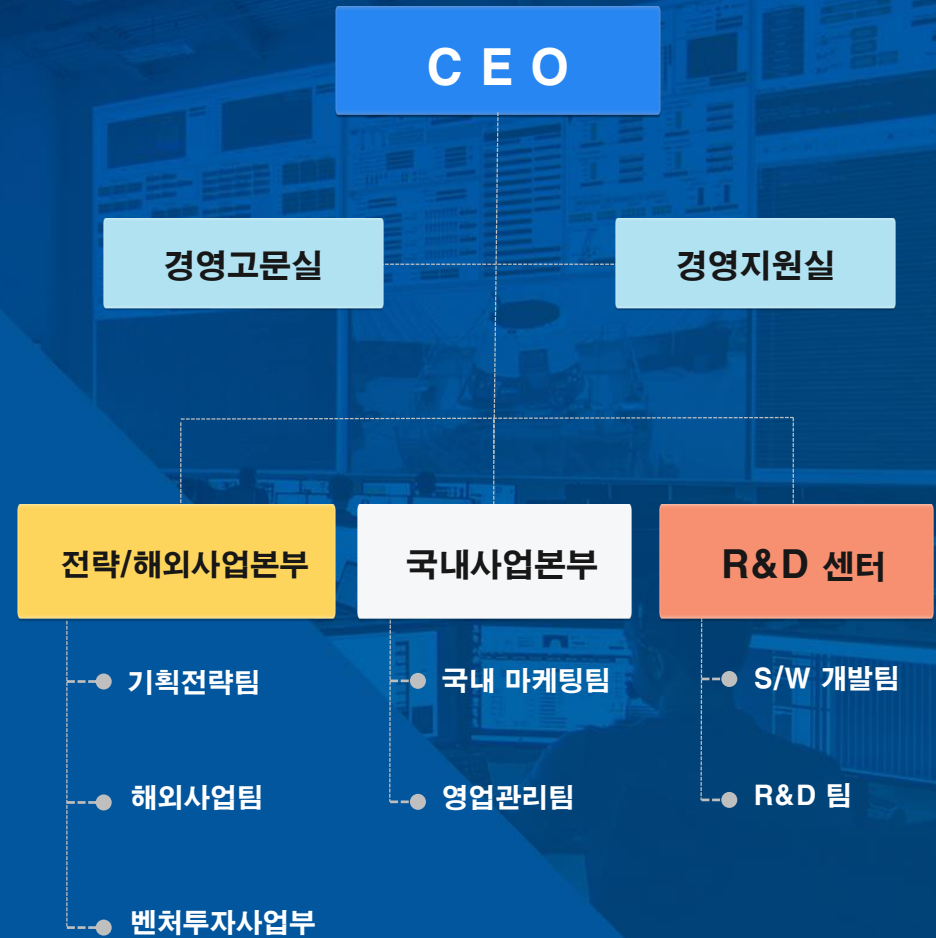 CEO
경영고문실
경영지원실
전략/해외사업본부
국내사업본부
R&D 센터
기획전략팀
해외사업팀
벤처투자사업부
국내 마케팅팀
영업관리팀
S/W 개발팀
R&D 팀